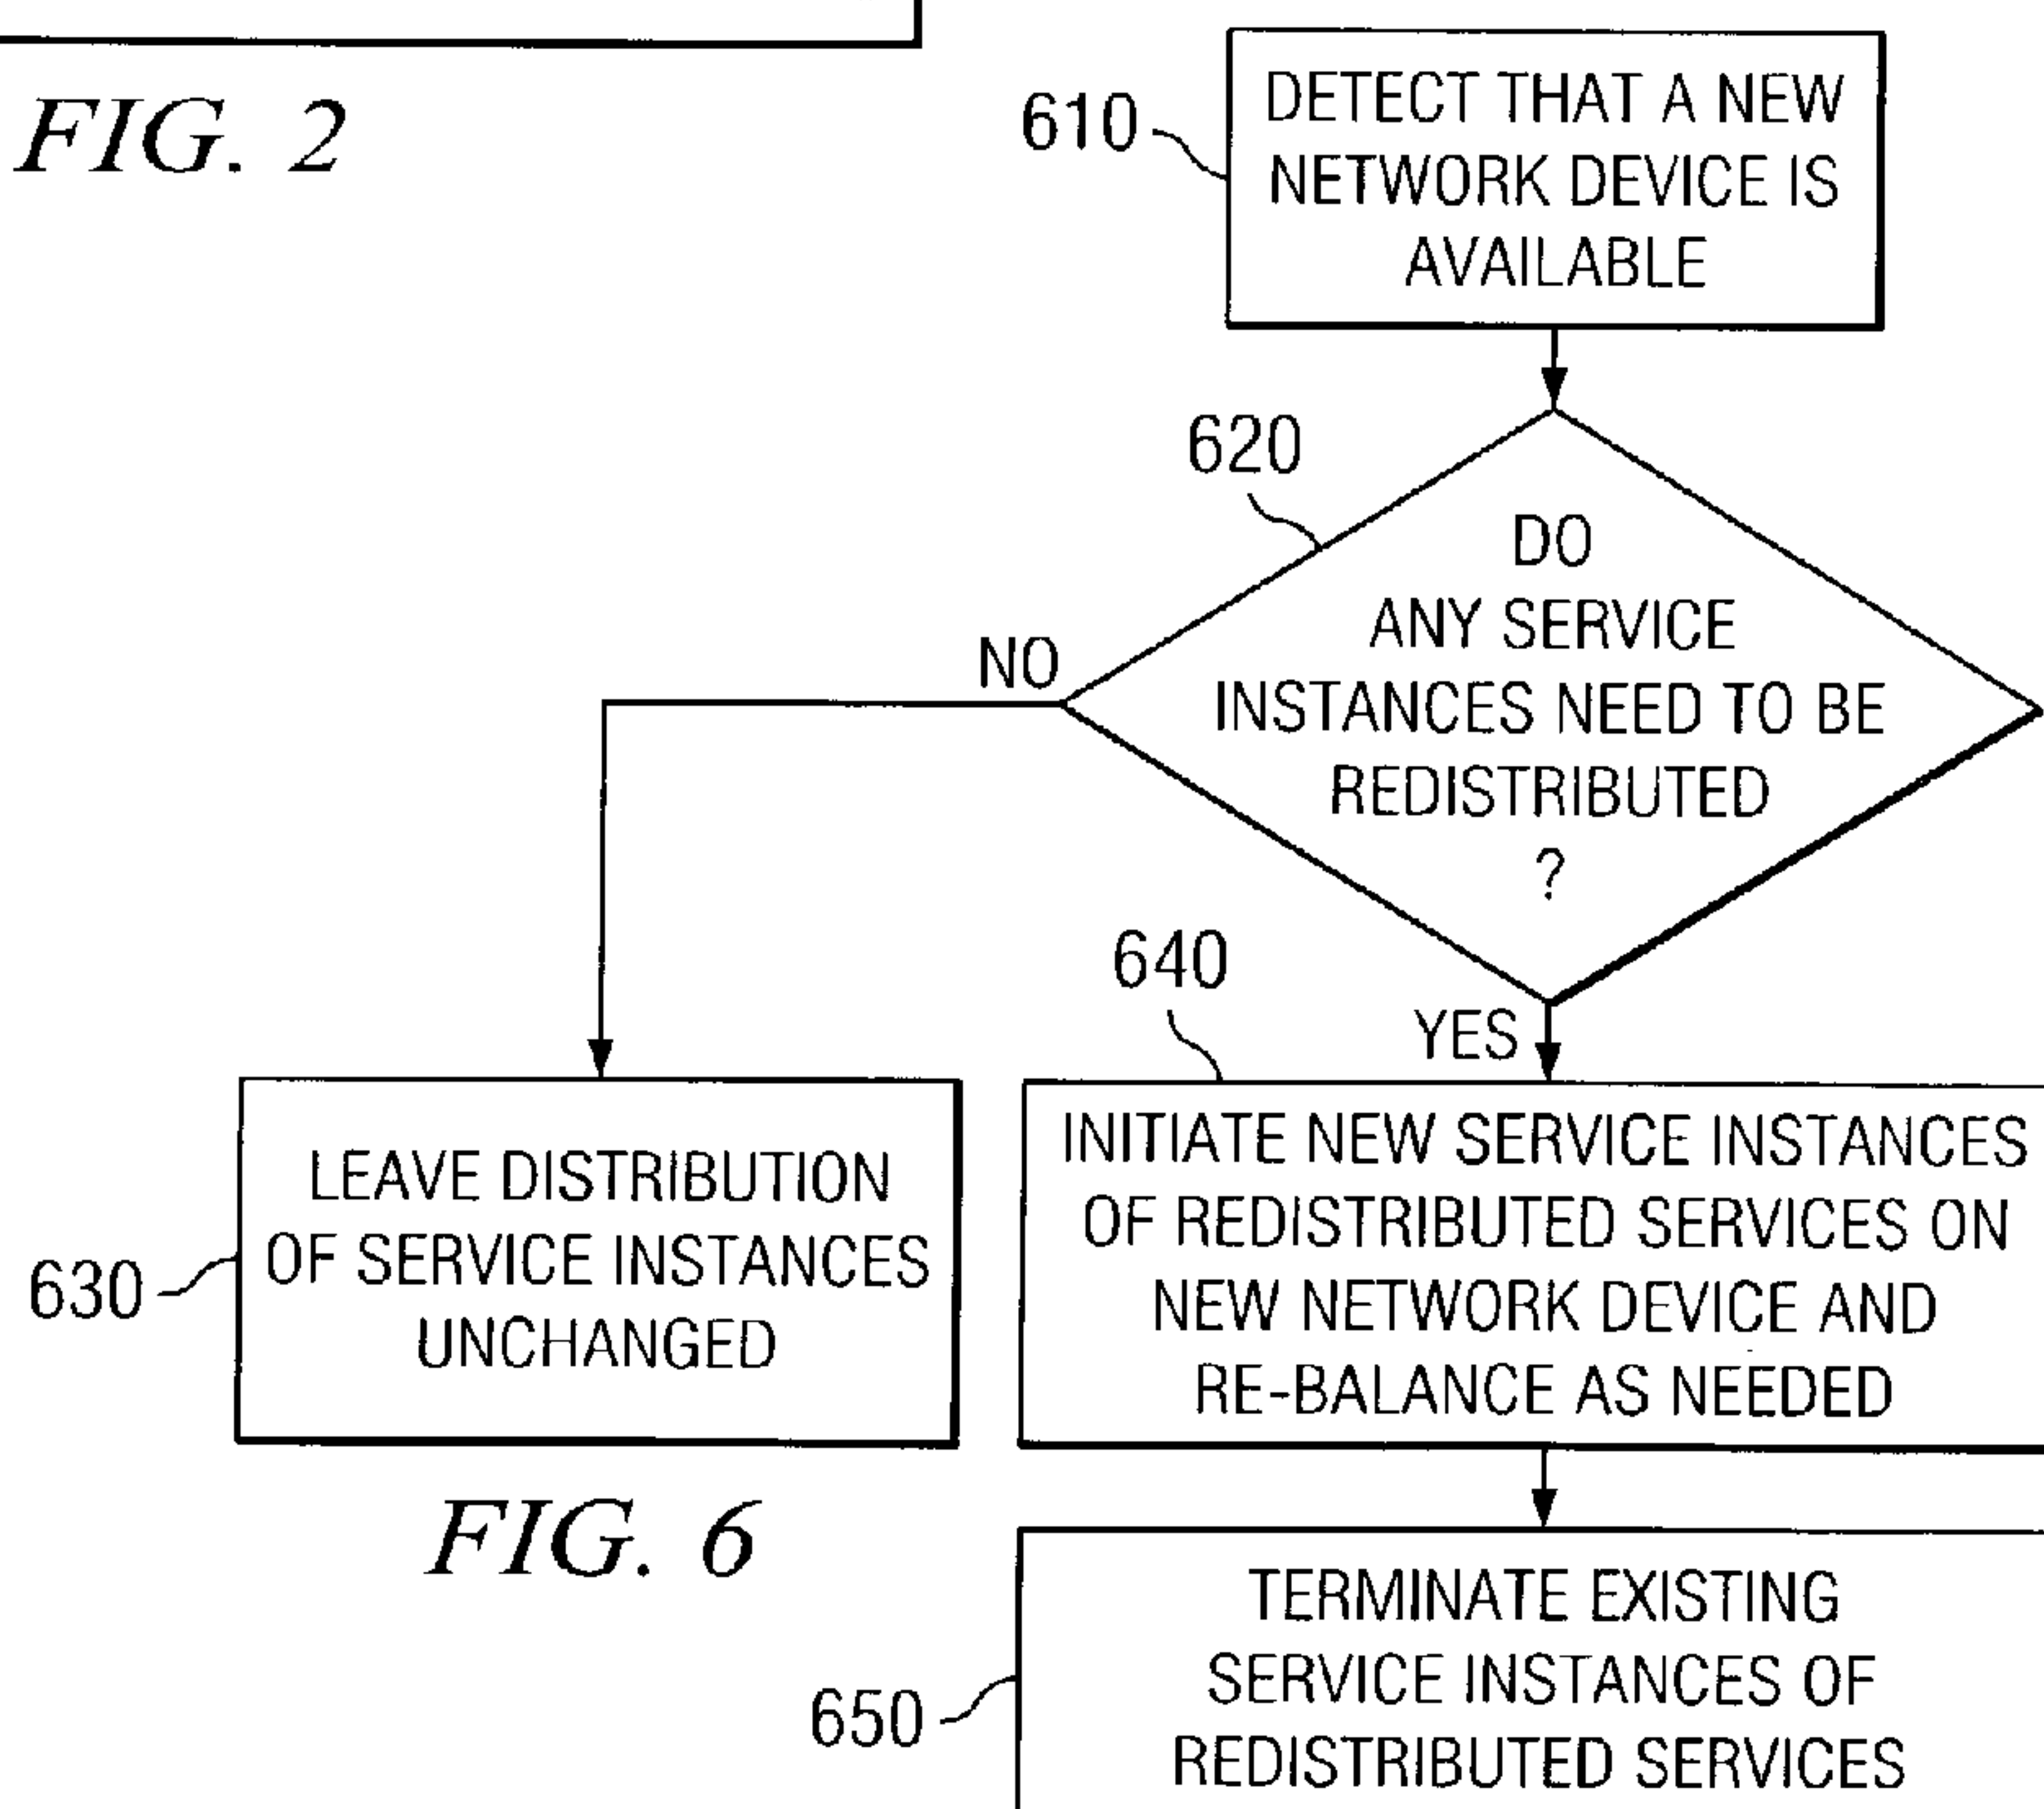 FIG. 2
610
DETECT THAT A NEW
NETWORK DEVICE IS
AVAILABLE
620
DO
ANY SERVICE
INSTANCES NEED TO BE
REDISTRIBUTED
?
NO
YES
630
LEAVE DISTRIBUTION
OF SERVICE INSTANCES
UNCHANGED
640
INITIATE NEW SERVICE INSTANCES
OF REDISTRIBUTED SERVICES ON
NEW NETWORK DEVICE AND
RE-BALANCE AS NEEDED
FIG. 6
650
TERMINATE EXISTING
SERVICE INSTANCES OF
REDISTRIBUTED SERVICES